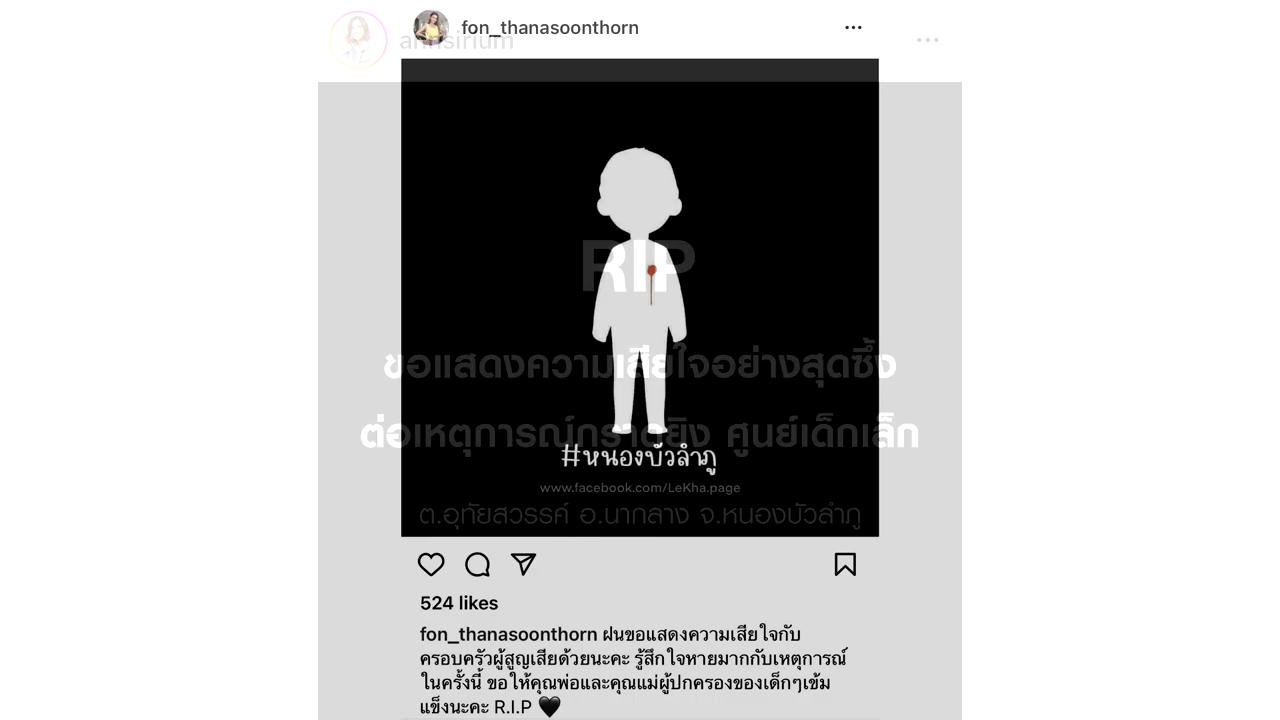 fon_thanasoonthorn
annsirium
RIP
ขอแสดงความเสียใจอย่างสุดซึ้ง
ต่อเหตุการณ์กราดยิง ศูนย์เด็กเล็ก
#หนองบัวลำภู
www.facebook.com/LeKha.page
ต.อุทัยสวรรค์ อ.นากลาง จ.หนองบัวลำภู
524 likes
fon_thanasoonthorn ฝนขอแสดงความเสียใจกับ
ครอบครัวผู้สูญเสียด้วยนะคะ รู้สึกใจหายมากกับเหตุการณ์
ในครั้งนี้ ขอให้คุณพ่อและคุณแม่ผู้ปกครองของเด็กๆเข้ม
แข็งนะคะ R.I.P 🖤